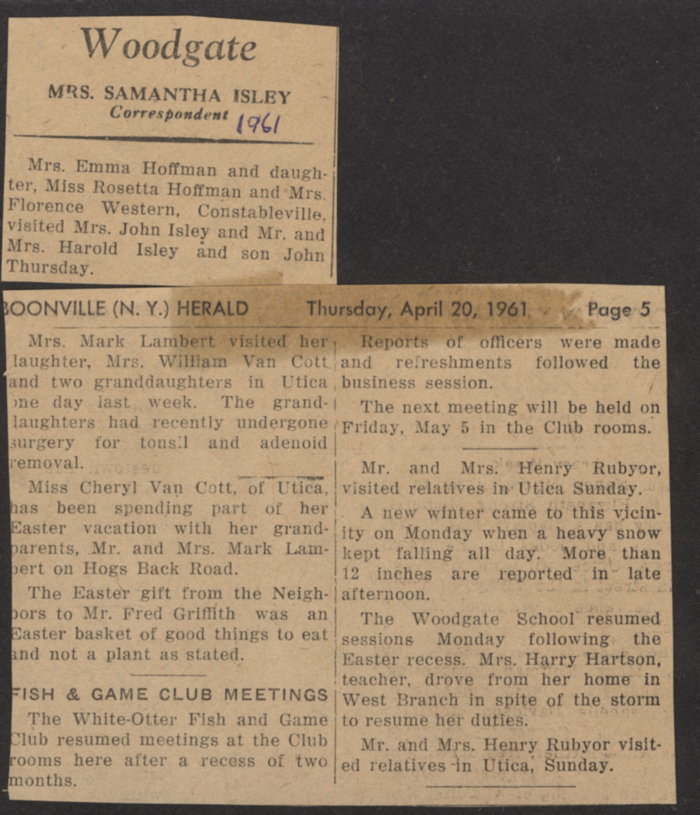 Woodgate
MRS. SAMANTHA ISLEY
Correspondent 1961
Mrs. Emma Hoffman and daugh-
ter, Miss Rosetta Hoffman and Mrs.
Florence Western, Constableville,
visited Mrs. John Isley and Mr. and
Mrs. Harold Isley and son John
Thursday.
BOONVILLE (N. Y.) HERALD Thursday, April 20, 1961 Page 5
Mrs. Mark Lambert visited her
laughter, Mrs. William Van Cott
and two granddaughters in Utica
one day last week. The grand-
laughters had recently undergone
surgery for tonsil and adenoid
removal.
Miss Cheryl Van Cott, of Utica,
has been spending part of her
Easter vacation with her grand-
parents, Mr. and Mrs. Mark Lam-
bert on Hogs Back Road.
The Easter gift from the Neigh-
bors to Mr. Fred Griffith was an
Easter basket of good things to eat
and not a plant as stated.
FISH & GAME CLUB MEETINGS
The White-Otter Fish and Game
Club resumed meetings at the Club
rooms here after a recess of two
months.
Reports of officers were made
and refreshments followed the
business session.
The next meeting will be held on
Friday, May 5 in the Club rooms.
Mr. and Mrs. Henry Rubyor,
visited relatives in Utica Sunday.
A new winter came to this vicin-
ity on Monday when a heavy snow
kept falling all day. More than
12 inches are reported in late
afternoon.
The Woodgate School resumed
sessions Monday following the
Easter recess. Mrs. Harry Hartson,
teacher, drove from her home in
West Branch in spite of the storm
to resume her duties.
Mr. and Mrs. Henry Rubyor visit-
ed relatives in Utica, Sunday.